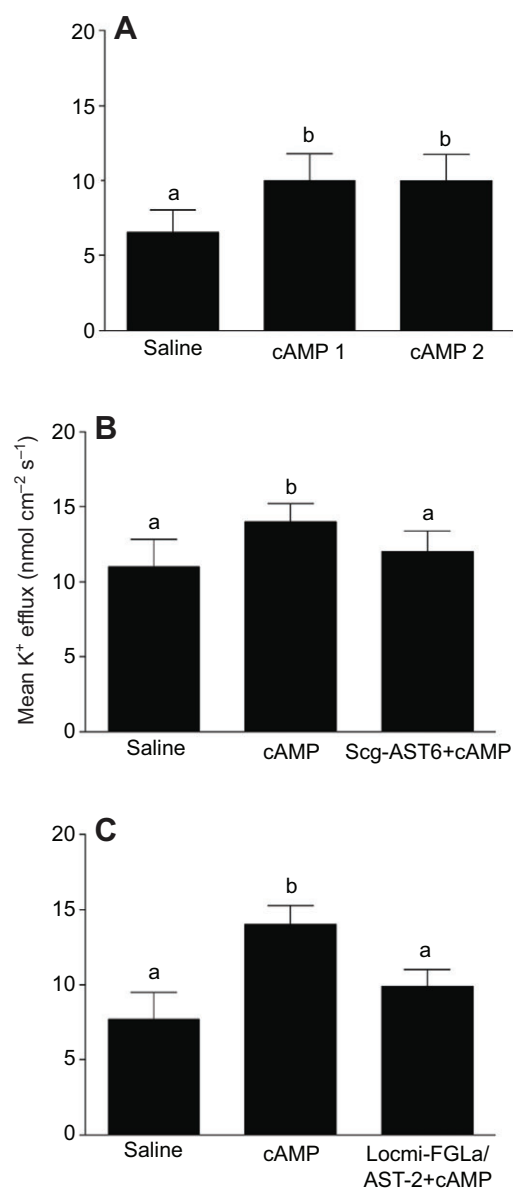 A
20
15
10
5
0
a
b
b
Saline
cAMP 1
cAMP 2
B
20
15
10
5
0
a
b
a
Saline
cAMP
Scg-AST6+cAMP
Mean K⁺ efflux (nmol cm⁻² s⁻¹)
C
20
15
10
5
0
a
b
a
Saline
cAMP
Locmi-FGLa/
AST-2+cAMP